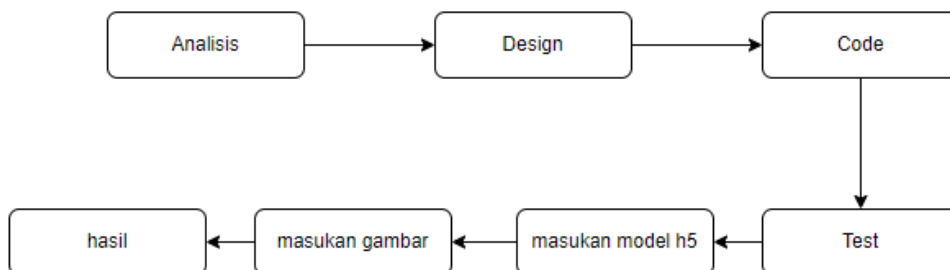 Analisis
Design
Code
Test
masukan model h5
masukan gambar
hasil